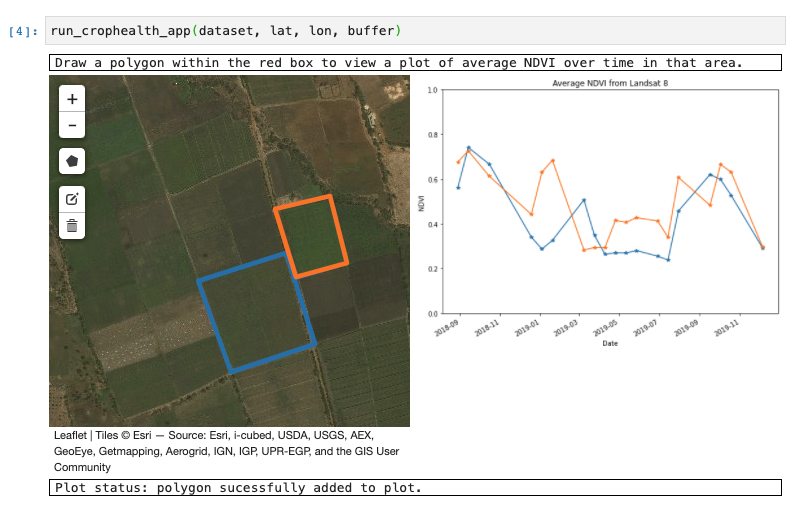 [4]: run_crophealth_app(dataset, lat, lon, buffer)
Draw a polygon within the red box to view a plot of average NDVI over time in that area.
+
−
Average NDVI from Landsat 8
1.0
0.8
0.6
0.4
0.2
0.0
NDVI
2018-09
2018-11
2019-01
2019-03
2019-05
2019-07
2019-09
2019-11
Date
Leaflet | Tiles © Esri — Source: Esri, i-cubed, USDA, USGS, AEX,
GeoEye, Getmapping, Aerogrid, IGN, IGP, UPR-EGP, and the GIS User
Community
Plot status: polygon sucessfully added to plot.